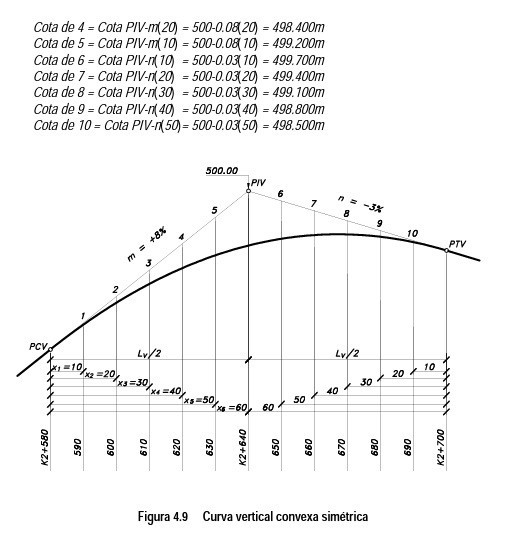 Cota de 4 = Cota PIV-m(20) = 500-0.08(20) = 498.400m
Cota de 5 = Cota PIV-m(10) = 500-0.08(10) = 499.200m
Cota de 6 = Cota PIV-n(10) = 500-0.03(10) = 499.700m
Cota de 7 = Cota PIV-n(20) = 500-0.03(20) = 499.400m
Cota de 8 = Cota PIV-n(30) = 500-0.03(30) = 499.100m
Cota de 9 = Cota PIV-n(40) = 500-0.03(40) = 498.800m
Cota de 10 = Cota PIV-n(50) = 500-0.03(50) = 498.500m
500.00
PIV
6
n = -3%
7
5
8
9
4
10
m = +8%
PTV
3
2
1
PCV
Lv/2
Lv/2
x1 =10
10
x2 =20
20
x3 =30
30
x4 =40
40
x5 =50
50
x6 =60
60
K2+580
590
600
610
620
630
K2+640
650
660
670
680
690
K2+700
Figura 4.9 Curva vertical convexa simétrica